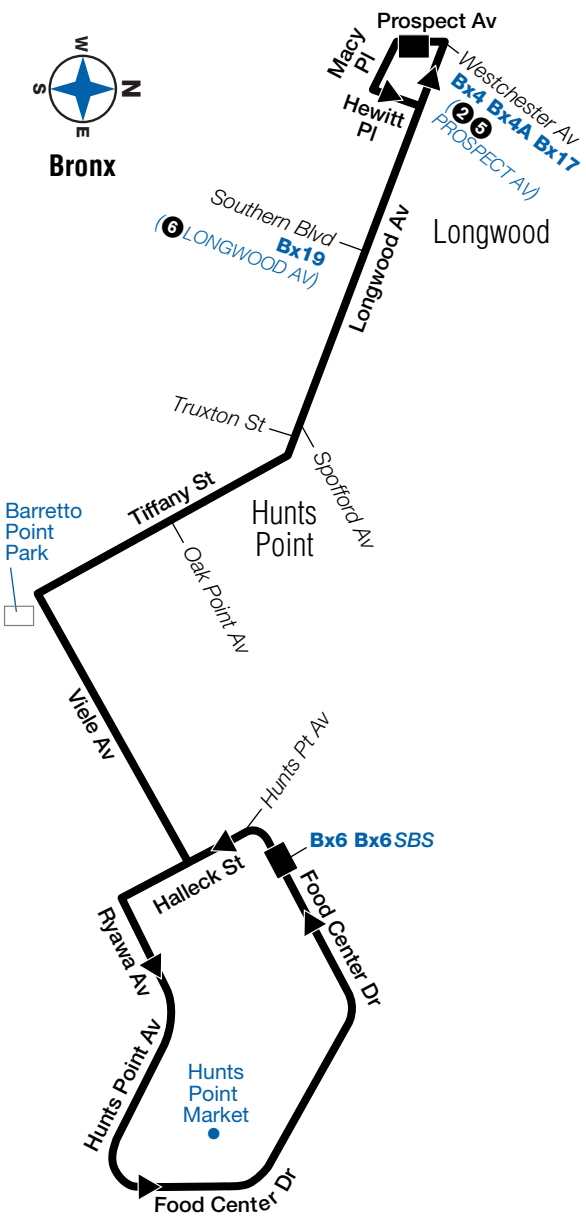 Prospect Av
W
N
S
E
Bronx
Macy
Pl
Hewitt
Pl
Westchester Av
Bx4 Bx4A Bx17
(2 5
PROSPECT AV)
Southern Blvd
Bx19
(6 LONGWOOD AV)
Longwood Av
Longwood
Truxton St
Spofford Av
Tiffany St
Hunts
Point
Barretto
Point
Park
Oak Point Av
Viele Av
Hunts Pt Av
Bx6 Bx6 SBS
Halleck St
Food Center Dr
Ryawa Av
Hunts Point Av
Hunts
Point
Market
Food Center Dr